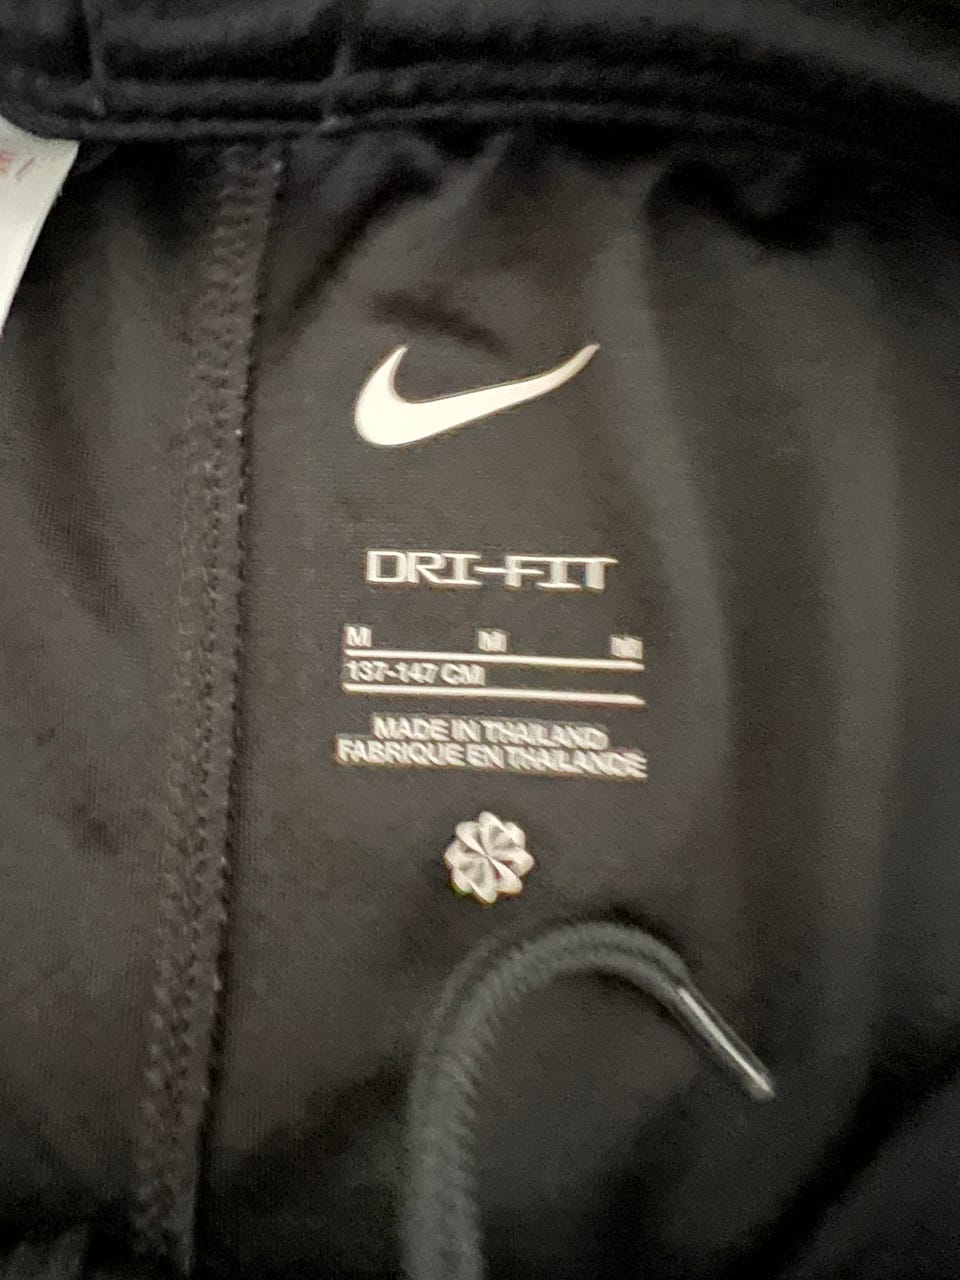 DRI-FIT
M M M
137-147 CM
MADE IN THAILAND
FABRIQUE EN THAILANDE